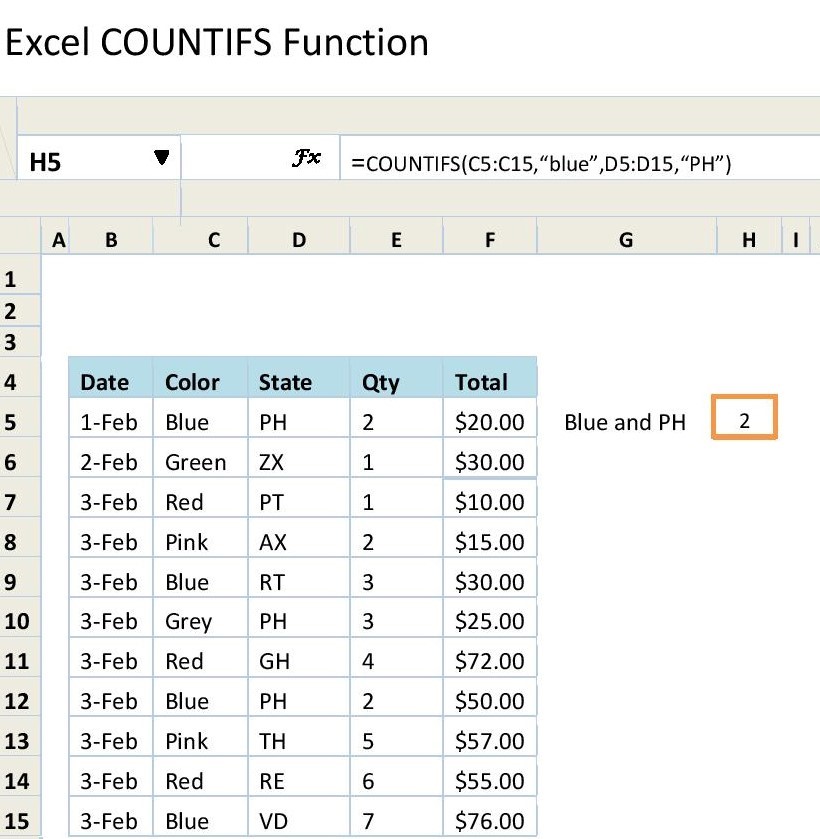 Excel COUNTIFS Function
H5 ▼ Fx =COUNTIFS(C5:C15,“blue”,D5:D15,“PH”)
A B C D E F G H I
1
2
3
4 Date Color State Qty Total
5 1-Feb Blue PH 2 $20.00 Blue and PH 2
6 2-Feb Green ZX 1 $30.00
7 3-Feb Red PT 1 $10.00
8 3-Feb Pink AX 2 $15.00
9 3-Feb Blue RT 3 $30.00
10 3-Feb Grey PH 3 $25.00
11 3-Feb Red GH 4 $72.00
12 3-Feb Blue PH 2 $50.00
13 3-Feb Pink TH 5 $57.00
14 3-Feb Red RE 6 $55.00
15 3-Feb Blue VD 7 $76.00